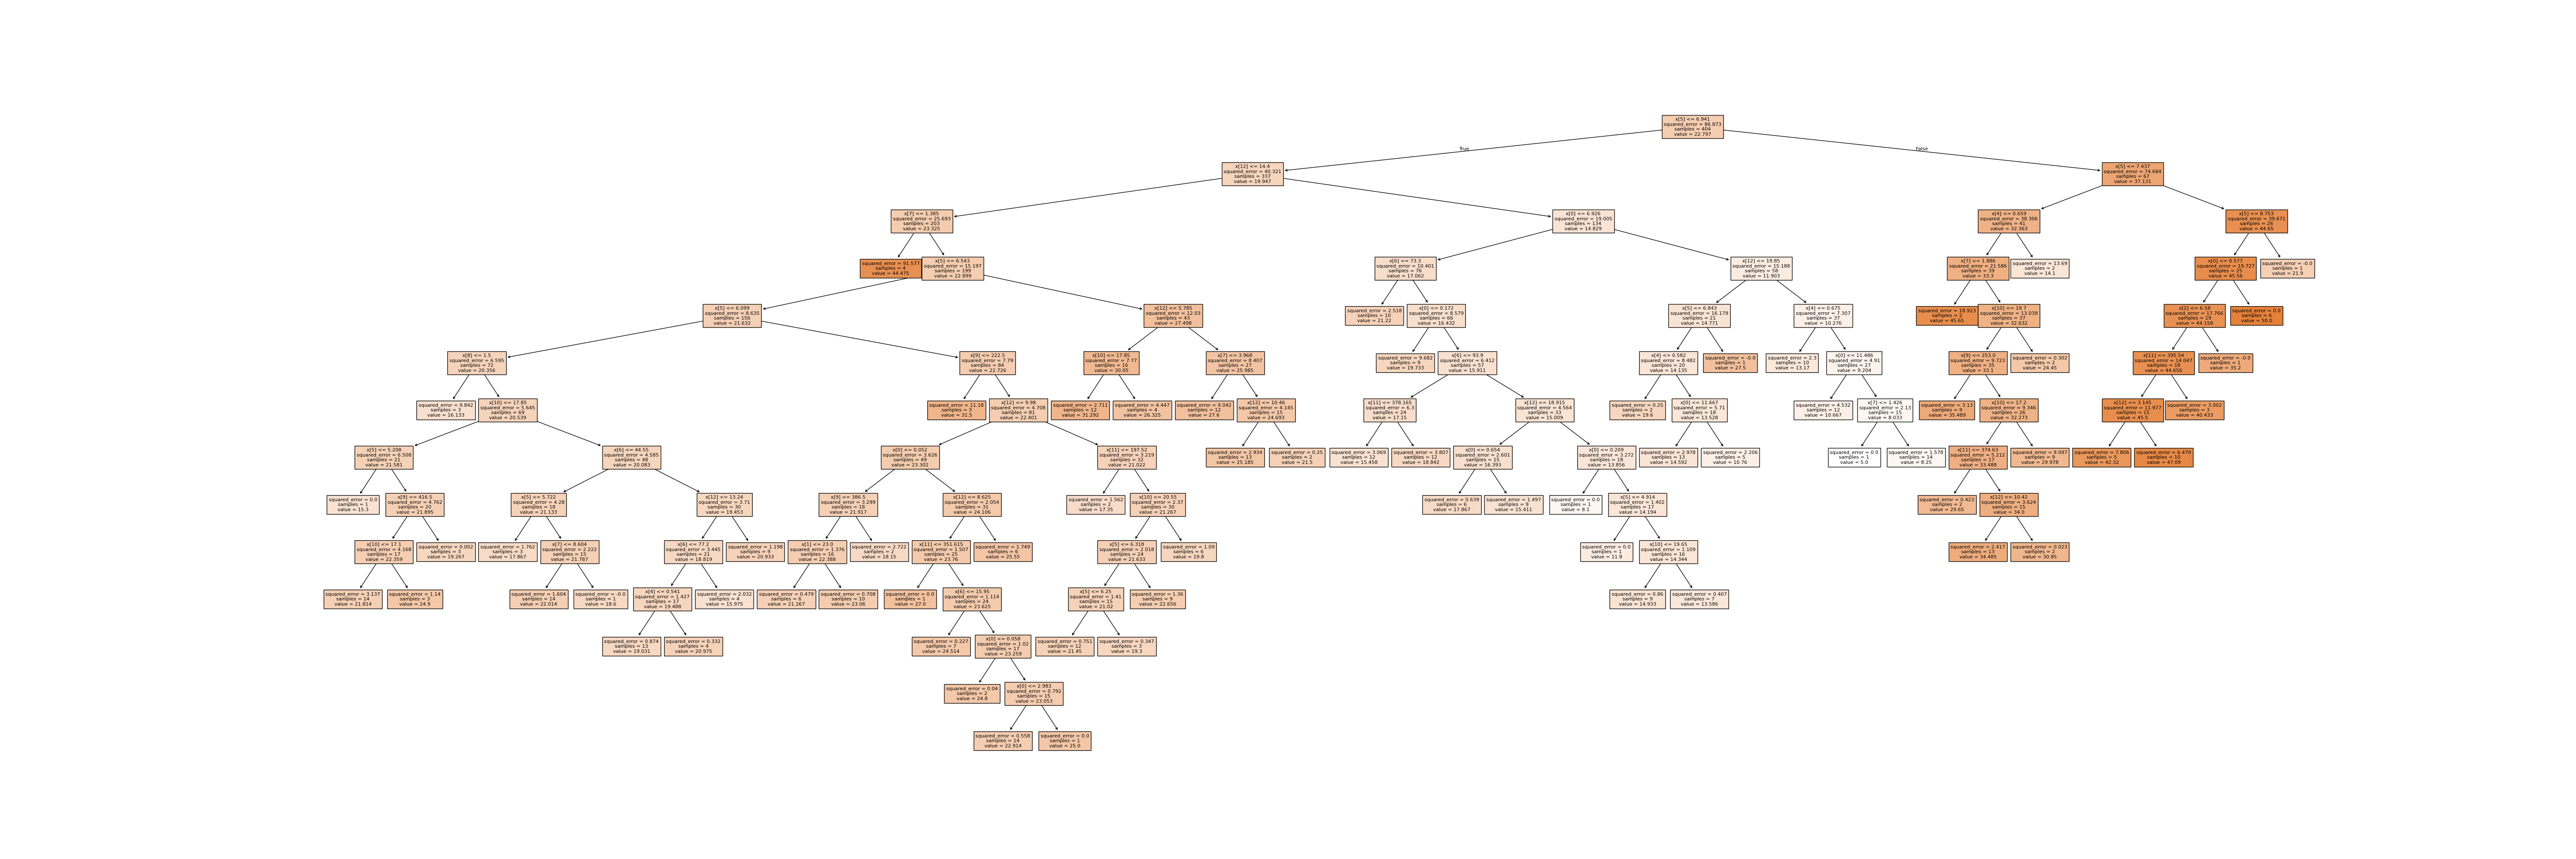 x[5] <= 6.941
squared_error = 86.873
samples = 404
value = 22.797
True
False
x[12] <= 14.4
squared_error = 40.321
samples = 337
value = 19.947
x[5] <= 7.437
squared_error = 74.684
samples = 67
value = 37.131
x[7] <= 1.385
squared_error = 25.693
samples = 203
value = 23.325
x[0] <= 6.926
squared_error = 19.005
samples = 134
value = 14.829
x[4] <= 0.659
squared_error = 38.306
samples = 41
value = 32.363
x[5] <= 8.753
squared_error = 39.671
samples = 26
value = 44.65
squared_error = 91.577
samples = 4
value = 44.475
x[5] <= 6.543
squared_error = 15.197
samples = 199
value = 22.899
x[6] <= 73.3
squared_error = 10.401
samples = 76
value = 17.062
x[12] <= 19.85
squared_error = 15.188
samples = 58
value = 11.903
x[7] <= 1.886
squared_error = 21.586
samples = 39
value = 33.3
squared_error = 13.69
samples = 2
value = 14.1
x[0] <= 0.577
squared_error = 19.727
samples = 25
value = 45.56
squared_error = -0.0
samples = 1
value = 21.9
x[5] <= 6.099
squared_error = 8.635
samples = 156
value = 21.632
x[12] <= 5.785
squared_error = 12.03
samples = 43
value = 27.498
squared_error = 2.518
samples = 10
value = 21.22
x[0] <= 0.172
squared_error = 8.579
samples = 66
value = 16.432
x[5] <= 6.843
squared_error = 16.179
samples = 21
value = 14.771
x[4] <= 0.675
squared_error = 7.307
samples = 37
value = 10.276
squared_error = 18.923
samples = 2
value = 45.65
x[10] <= 19.7
squared_error = 13.039
samples = 37
value = 32.632
x[2] <= 6.58
squared_error = 17.766
samples = 19
value = 44.158
squared_error = 0.0
samples = 6
value = 50.0
x[8] <= 1.5
squared_error = 6.595
samples = 72
value = 20.356
x[9] <= 222.5
squared_error = 7.79
samples = 84
value = 22.726
x[10] <= 17.85
squared_error = 7.77
samples = 16
value = 30.05
x[7] <= 3.968
squared_error = 8.407
samples = 27
value = 25.985
squared_error = 9.682
samples = 9
value = 19.733
x[6] <= 93.9
squared_error = 6.412
samples = 57
value = 15.911
x[4] <= 0.582
squared_error = 8.482
samples = 20
value = 14.135
squared_error = -0.0
samples = 1
value = 27.5
squared_error = 2.3
samples = 10
value = 13.17
x[0] <= 11.486
squared_error = 4.91
samples = 27
value = 9.204
x[9] <= 253.0
squared_error = 9.723
samples = 35
value = 33.1
squared_error = 0.302
samples = 2
value = 24.45
x[11] <= 395.54
squared_error = 14.047
samples = 18
value = 44.656
squared_error = -0.0
samples = 1
value = 35.2
squared_error = 9.842
samples = 3
value = 16.133
x[10] <= 17.85
squared_error = 5.645
samples = 69
value = 20.539
squared_error = 11.18
samples = 3
value = 31.5
x[12] <= 9.98
squared_error = 4.708
samples = 81
value = 22.401
squared_error = 2.711
samples = 12
value = 31.292
squared_error = 4.447
samples = 4
value = 26.325
squared_error = 9.042
samples = 12
value = 27.6
x[12] <= 10.46
squared_error = 4.145
samples = 15
value = 24.693
x[11] <= 378.165
squared_error = 6.3
samples = 24
value = 17.15
x[12] <= 18.915
squared_error = 4.564
samples = 33
value = 15.009
squared_error = 0.25
samples = 2
value = 19.6
x[0] <= 11.667
squared_error = 5.71
samples = 18
value = 13.528
squared_error = 4.532
samples = 12
value = 10.667
x[7] <= 1.426
squared_error = 2.13
samples = 15
value = 8.033
squared_error = 3.13
samples = 9
value = 35.489
x[10] <= 17.2
squared_error = 9.346
samples = 26
value = 32.273
x[12] <= 3.145
squared_error = 11.977
samples = 15
value = 45.5
squared_error = 3.002
samples = 3
value = 40.433
x[5] <= 5.208
squared_error = 6.508
samples = 21
value = 21.581
x[6] <= 44.55
squared_error = 4.585
samples = 48
value = 20.083
x[0] <= 0.052
squared_error = 3.626
samples = 49
value = 23.302
x[11] <= 197.52
squared_error = 3.219
samples = 32
value = 21.022
squared_error = 2.934
samples = 13
value = 25.185
squared_error = 0.25
samples = 2
value = 21.5
squared_error = 3.069
samples = 12
value = 15.458
squared_error = 3.807
samples = 12
value = 18.842
x[0] <= 0.654
squared_error = 2.601
samples = 15
value = 16.393
x[0] <= 0.209
squared_error = 3.272
samples = 18
value = 13.856
squared_error = 2.978
samples = 13
value = 14.592
squared_error = 2.206
samples = 5
value = 10.76
squared_error = 0.0
samples = 1
value = 5.0
squared_error = 1.578
samples = 14
value = 8.25
x[11] <= 374.63
squared_error = 5.212
samples = 17
value = 33.488
squared_error = 9.097
samples = 9
value = 29.978
squared_error = 7.806
samples = 5
value = 42.32
squared_error = 6.479
samples = 10
value = 47.09
squared_error = 0.0
samples = 1
value = 15.3
x[9] <= 416.5
squared_error = 4.762
samples = 20
value = 21.895
x[5] <= 5.722
squared_error = 4.28
samples = 18
value = 21.133
x[12] <= 13.24
squared_error = 3.71
samples = 30
value = 19.453
x[9] <= 386.5
squared_error = 3.299
samples = 18
value = 21.917
x[12] <= 8.625
squared_error = 2.054
samples = 31
value = 24.106
squared_error = 1.562
samples = 2
value = 17.35
x[10] <= 20.55
squared_error = 2.37
samples = 30
value = 21.267
squared_error = 0.639
samples = 6
value = 17.867
squared_error = 1.497
samples = 9
value = 15.411
squared_error = 0.0
samples = 1
value = 8.1
x[5] <= 4.914
squared_error = 1.402
samples = 17
value = 14.194
squared_error = 0.423
samples = 2
value = 29.65
x[12] <= 10.42
squared_error = 3.624
samples = 15
value = 34.0
x[10] <= 17.1
squared_error = 4.168
samples = 17
value = 22.359
squared_error = 0.002
samples = 3
value = 19.267
squared_error = 1.762
samples = 3
value = 17.867
x[7] <= 8.604
squared_error = 2.222
samples = 15
value = 21.787
x[6] <= 77.2
squared_error = 3.445
samples = 21
value = 18.819
squared_error = 1.198
samples = 9
value = 20.933
x[1] <= 23.0
squared_error = 1.376
samples = 16
value = 22.388
squared_error = 2.722
samples = 2
value = 18.15
x[11] <= 351.615
squared_error = 1.507
samples = 25
value = 23.76
squared_error = 1.749
samples = 6
value = 25.55
x[5] <= 6.318
squared_error = 2.018
samples = 24
value = 21.633
squared_error = 1.09
samples = 6
value = 19.8
squared_error = 0.0
samples = 1
value = 11.8
x[10] <= 19.65
squared_error = 1.109
samples = 16
value = 14.344
squared_error = 2.417
samples = 13
value = 34.485
squared_error = 0.023
samples = 2
value = 30.85
squared_error = 3.137
samples = 14
value = 21.814
squared_error = 1.14
samples = 3
value = 24.9
squared_error = 1.604
samples = 14
value = 22.014
squared_error = -0.0
samples = 1
value = 18.6
x[4] <= 0.541
squared_error = 1.427
samples = 17
value = 19.488
squared_error = 2.032
samples = 4
value = 15.975
squared_error = 0.479
samples = 6
value = 21.267
squared_error = 0.708
samples = 10
value = 23.06
squared_error = 0.0
samples = 1
value = 27.0
x[6] <= 15.95
squared_error = 1.114
samples = 24
value = 23.625
x[5] <= 6.25
squared_error = 1.41
samples = 15
value = 21.02
squared_error = 1.36
samples = 9
value = 22.656
squared_error = 0.86
samples = 9
value = 14.933
squared_error = 0.407
samples = 7
value = 13.586
squared_error = 0.874
samples = 13
value = 19.031
squared_error = 0.332
samples = 4
value = 20.975
squared_error = 0.227
samples = 7
value = 24.514
x[0] <= 0.058
squared_error = 1.02
samples = 17
value = 23.259
squared_error = 0.751
samples = 12
value = 21.45
squared_error = 0.347
samples = 3
value = 19.3
squared_error = 0.04
samples = 2
value = 24.8
x[0] <= 2.983
squared_error = 0.792
samples = 15
value = 23.053
squared_error = 0.558
samples = 14
value = 22.914
squared_error = 0.0
samples = 1
value = 25.0